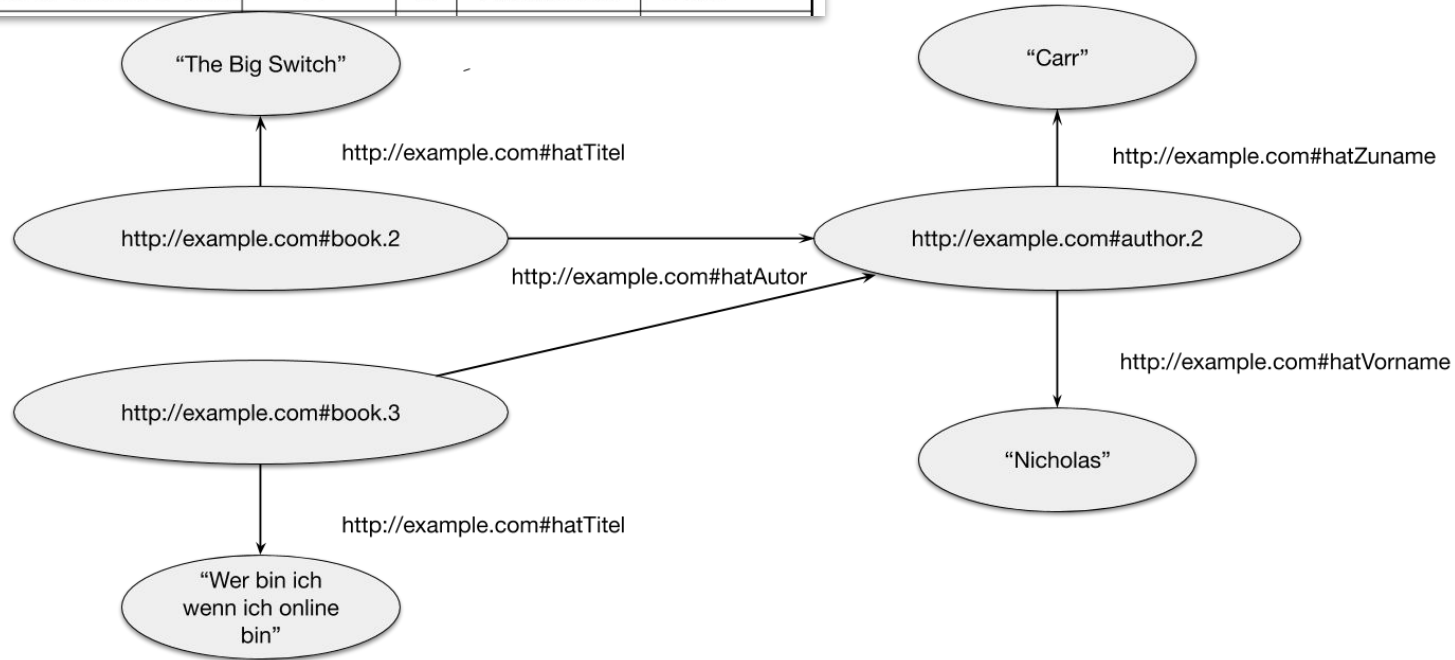 “The Big Switch”
“Carr”
http://example.com#hatTitel
http://example.com#hatZuname
http://example.com#book.2
http://example.com#author.2
http://example.com#hatAutor
http://example.com#hatVorname
http://example.com#book.3
“Nicholas”
http://example.com#hatTitel
“Wer bin ich
wenn ich online
bin”